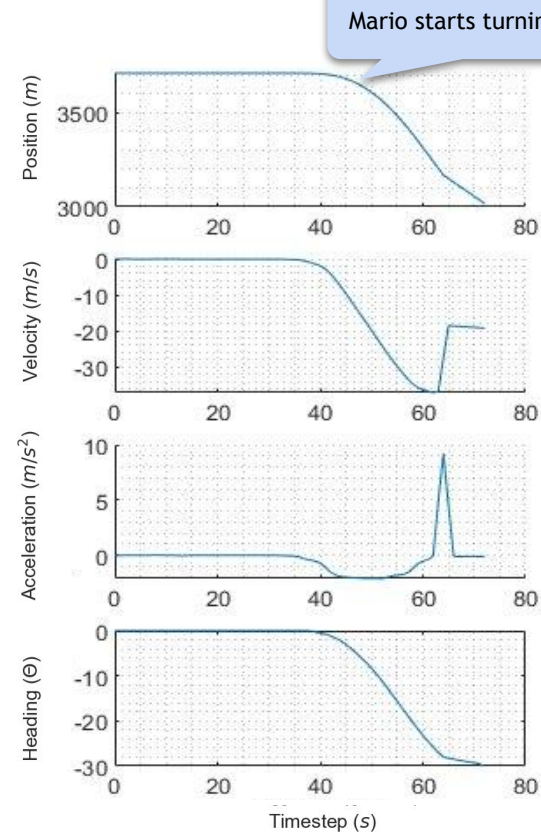 Mario starts turnin
Position (m)
3500
3000
0 20 40 60 80
Velocity (m/s)
0
-10
-20
-30
0 20 40 60 80
Acceleration (m/s²)
10
5
0
0 20 40 60 80
Heading (Θ)
0
-10
-20
-30
0 20 40 60 80
Timestep (s)